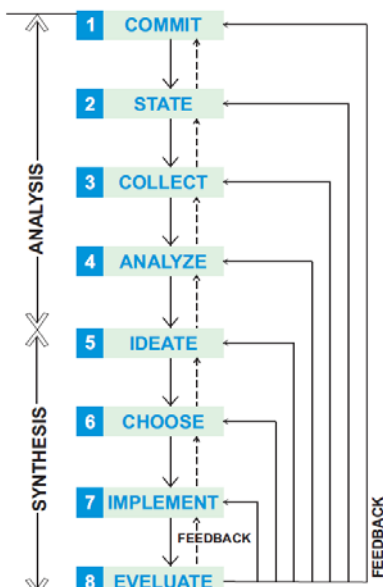 1 COMMIT
2 STATE
3 COLLECT
ANALYSIS
4 ANALYZE
5 IDEATE
6 CHOOSE
SYNTHESIS
7 IMPLEMENT
FEEDBACK
FEEDBACK
8 EVELUATE